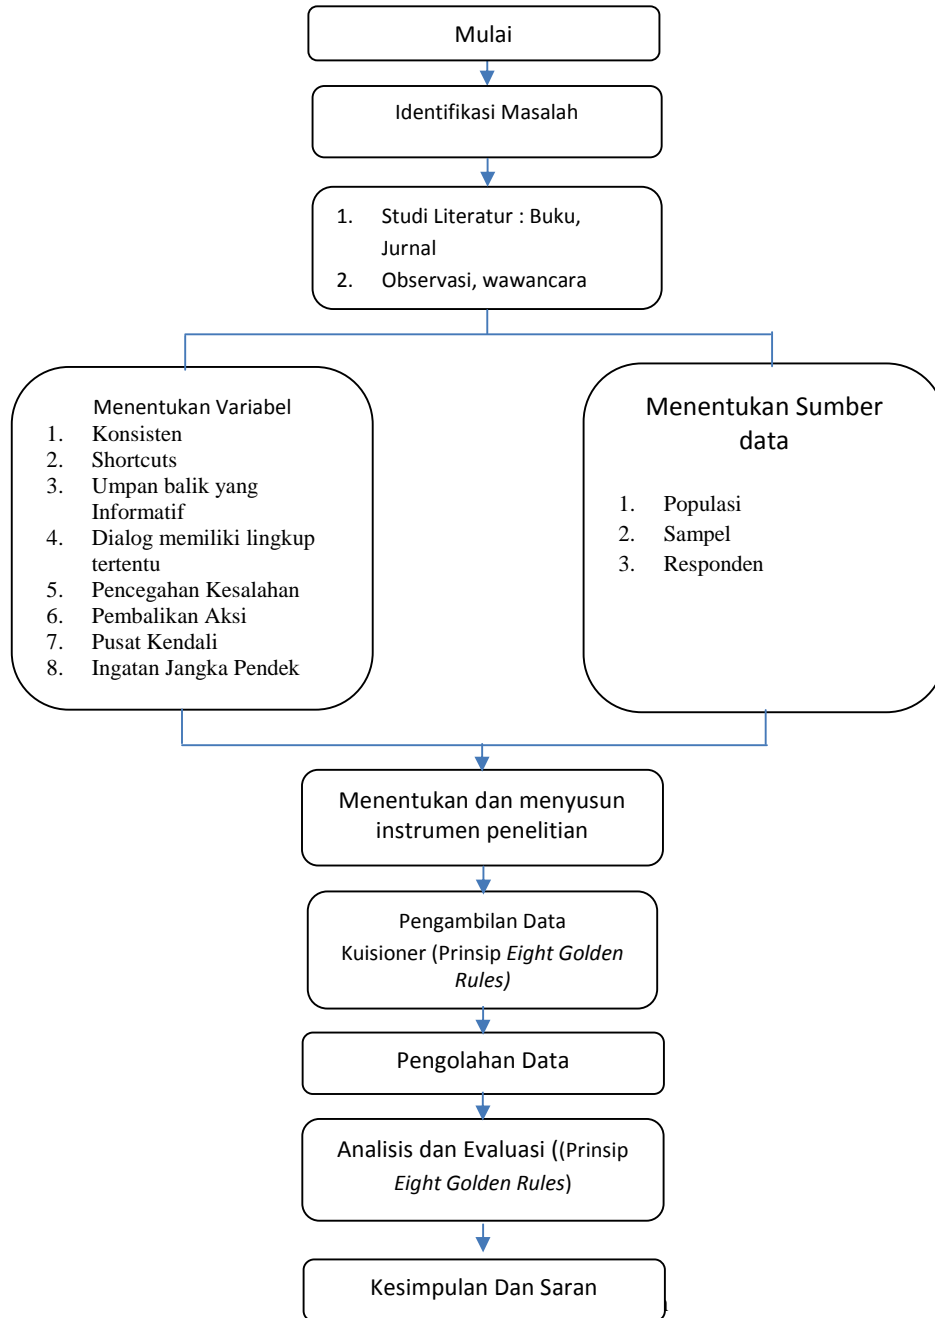 Mulai
Identifikasi Masalah
1. Studi Literatur : Buku,
Jurnal
2. Observasi, wawancara
Menentukan Variabel
1. Konsisten
2. Shortcuts
3. Umpan balik yang
Informatif
4. Dialog memiliki lingkup
tertentu
5. Pencegahan Kesalahan
6. Pembalikan Aksi
7. Pusat Kendali
8. Ingatan Jangka Pendek
Menentukan Sumber
data
1. Populasi
2. Sampel
3. Responden
Menentukan dan menyusun
instrumen penelitian
Pengambilan Data
Kuisioner (Prinsip Eight Golden
Rules)
Pengolahan Data
Analisis dan Evaluasi ((Prinsip
Eight Golden Rules)
Kesimpulan Dan Saran